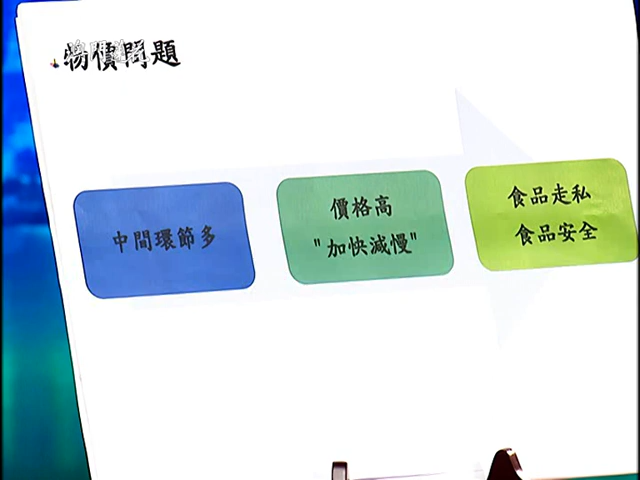 物價問題
中間環節多
價格高
"加快減慢"
食品走私
食品安全